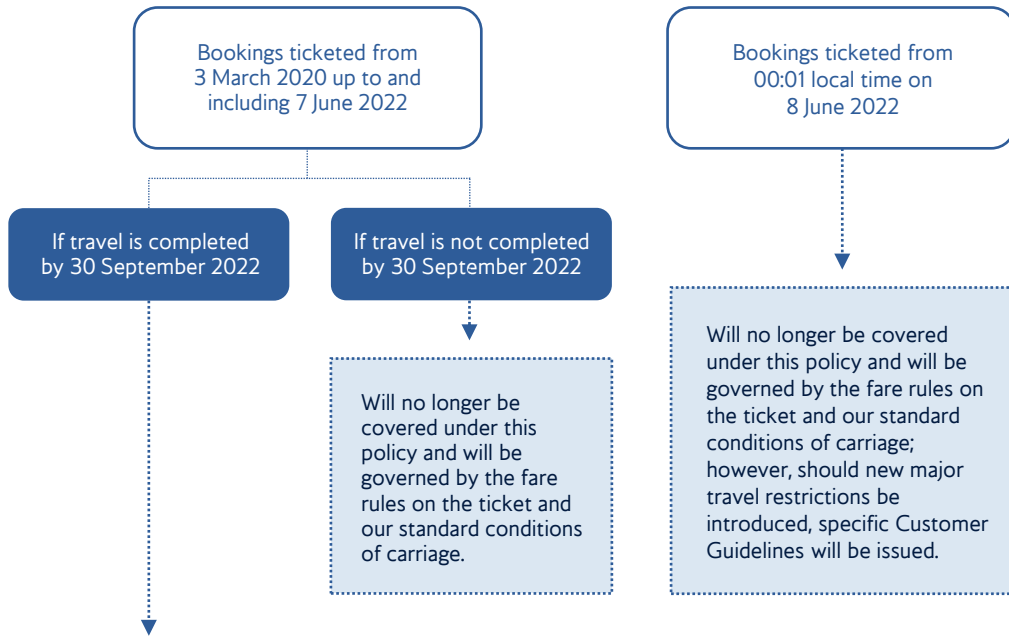 Bookings ticketed from
3 March 2020 up to and
including 7 June 2022
Bookings ticketed from
00:01 local time on
8 June 2022
If travel is completed
by 30 September 2022
If travel is not completed
by 30 September 2022
Will no longer be
covered under this
policy and will be
governed by the fare
rules on the ticket and
our standard conditions
of carriage.
Will no longer be covered
under this policy and will be
governed by the fare rules on
the ticket and our standard
conditions of carriage;
however, should new major
travel restrictions be
introduced, specific Customer
Guidelines will be issued.